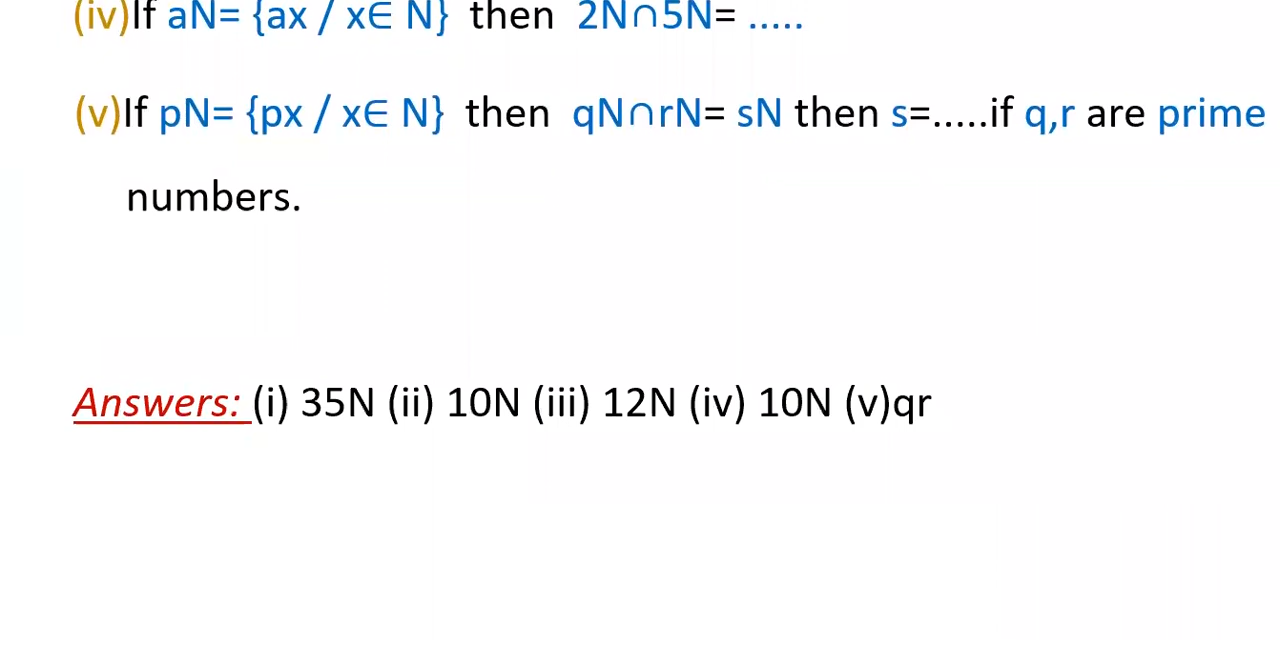 (iv)If aN= {ax / x∈ N} then 2N∩5N= .....
(v)If pN= {px / x∈ N} then qN∩rN= sN then s=.....if q,r are prime
numbers.
Answers: (i) 35N (ii) 10N (iii) 12N (iv) 10N (v)qr